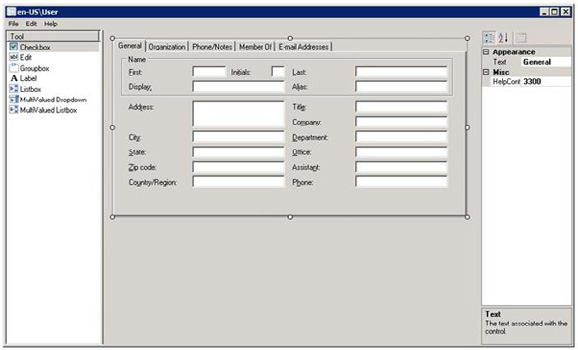 en-US\User
File Edit Help
Tool
Checkbox
Edit
Groupbox
Label
Listbox
MultiValued Dropdown
MultiValued Listbox
General Organization Phone/Notes Member Of E-mail Addresses
Name
First: Initials: Last:
Display: Alias:
Address: Title:
Company:
City: Department:
State: Office:
Zip code: Assistant:
Country/Region: Phone:
Appearance
Text General
Misc
HelpCont 3300
Text
The text associated with the
control.